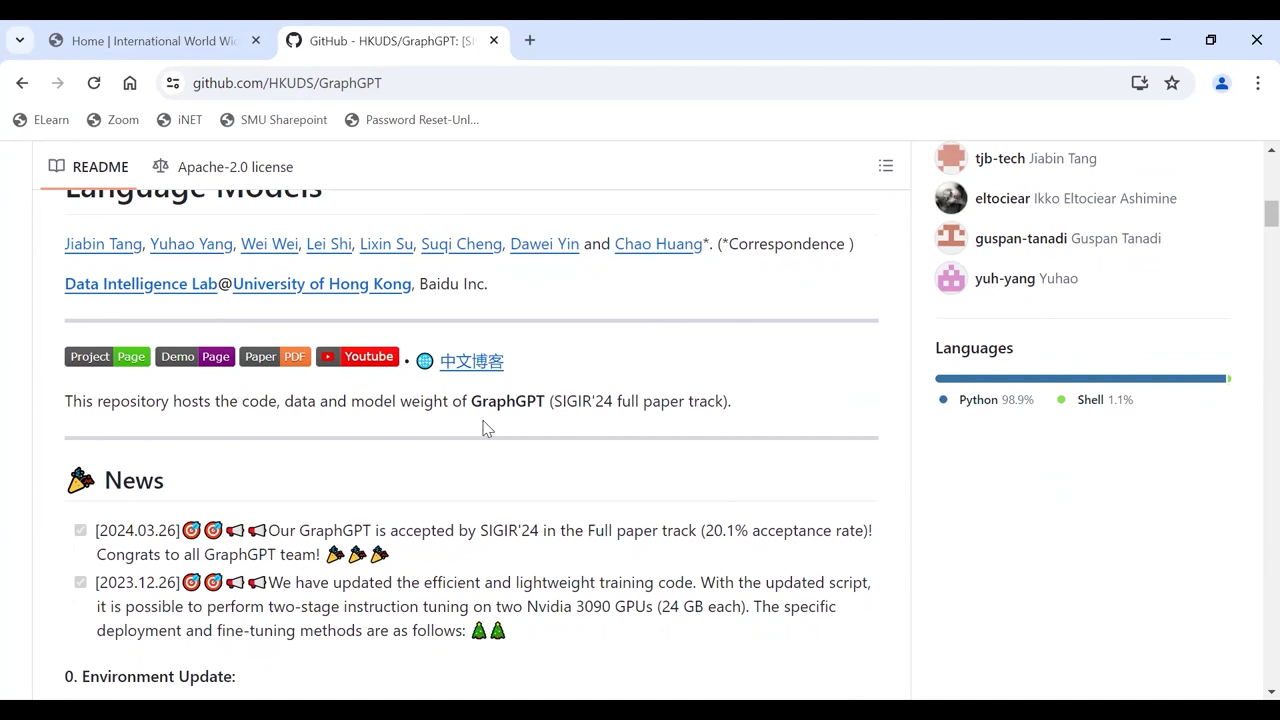 Home | International World Wid
GitHub - HKUDS/GraphGPT: [SI
github.com/HKUDS/GraphGPT
ELearn
Zoom
iNET
SMU Sharepoint
Password Reset-Unl...
README
Apache-2.0 license
Language Models
Jiabin Tang, Yuhao Yang, Wei Wei, Lei Shi, Lixin Su, Suqi Cheng, Dawei Yin and Chao Huang*. (*Correspondence )
Data Intelligence Lab@University of Hong Kong, Baidu Inc.
Project Page Demo Page Paper PDF Youtube • 中文博客
This repository hosts the code, data and model weight of GraphGPT (SIGIR'24 full paper track).
News
[2024.03.26]🎯🎯📢📢Our GraphGPT is accepted by SIGIR'24 in the Full paper track (20.1% acceptance rate)!
Congrats to all GraphGPT team! 🎉🎉🎉
[2023.12.26]🎯🎯📢📢We have updated the efficient and lightweight training code. With the updated script,
it is possible to perform two-stage instruction tuning on two Nvidia 3090 GPUs (24 GB each). The specific
deployment and fine-tuning methods are as follows: 🎄🎄
0. Environment Update:
tjb-tech Jiabin Tang
eltociear Ikko Eltociear Ashimine
guspan-tanadi Guspan Tanadi
yuh-yang Yuhao
Languages
Python 98.9%
Shell 1.1%